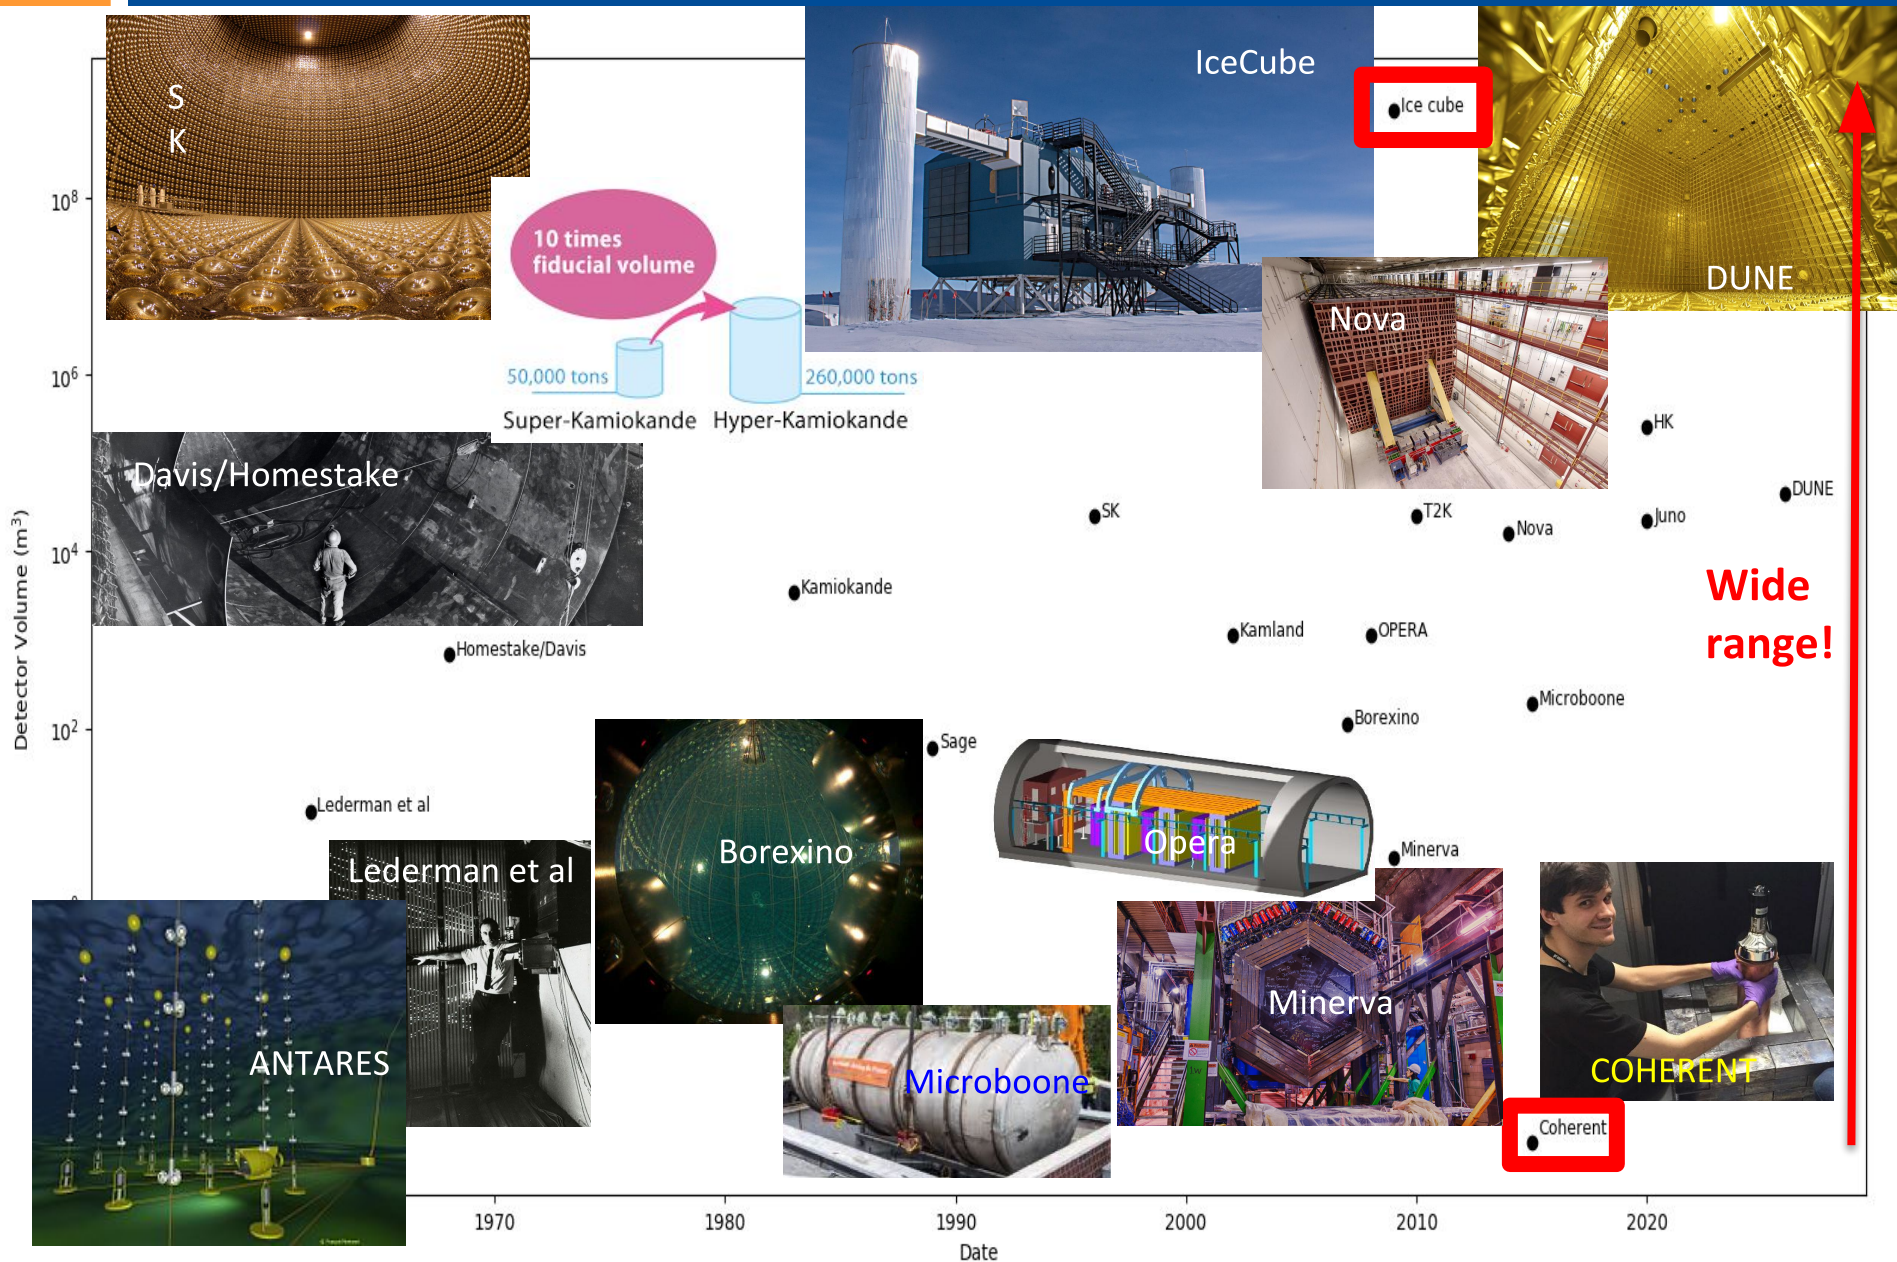 S
K
IceCube
Ice cube
DUNE
Nova
10 times
fiducial volume
50,000 tons
260,000 tons
Super-Kamiokande
Hyper-Kamiokande
Davis/Homestake
Detector Volume (m³)
10⁸
10⁶
10⁴
10²
HK
DUNE
SK
T2K
Nova
Juno
Kamiokande
Homestake/Davis
Kamland
OPERA
Wide
range!
Microboone
Borexino
Sage
Lederman et al
Minerva
Borexino
Opera
Lederman et al
ANTARES
Microboone
Minerva
COHERENT
Coherent
1970
1980
1990
2000
2010
2020
Date